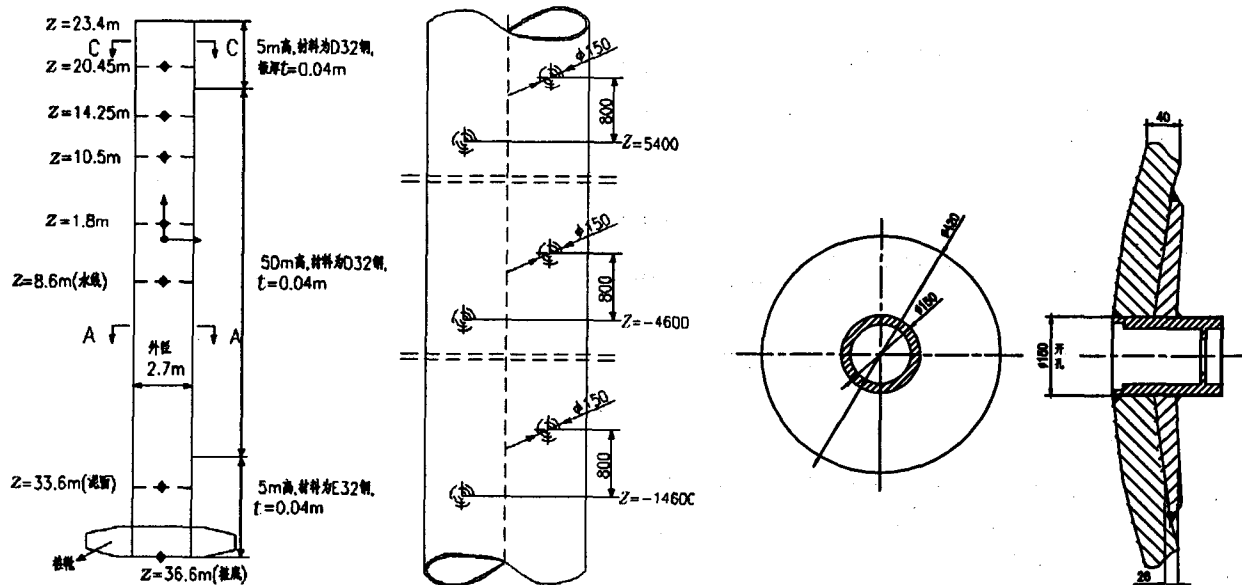 Z=23.4m
C
C
5m高,材料为D32钢,
板厚t=0.04m
Z=20.45m
Z=14.25m
Z=10.5m
Z=1.8m
50m高,材料为D32钢,
t=0.04m
Z=8.6m(水线)
A
A
外径
2.7m
Z=33.6m(泥面)
5m高,材料为E32钢,
t=0.04m
桩靴
Z=36.6m(桩底)
φ150
800
Z=5400
φ150
800
Z=-4600
φ150
800
Z=-14600
φ420
φ180
40
φ180
开孔
26